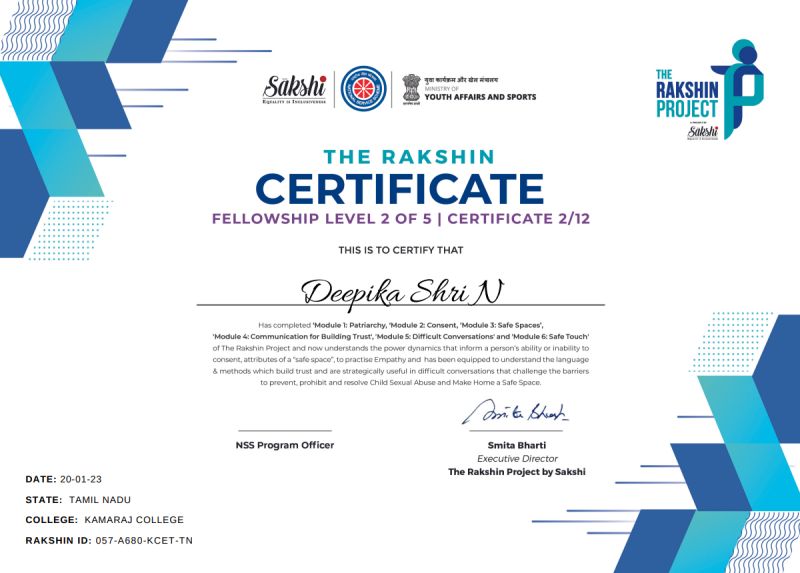 Sakshi
EQUALITY IS INCLUSIVENESS
युवा कार्यक्रम और खेल मंत्रालय
MINISTRY OF
YOUTH AFFAIRS AND SPORTS
THE
RAKSHIN
PROJECT
Sakshi
THE RAKSHIN
CERTIFICATE
FELLOWSHIP LEVEL 2 OF 5 | CERTIFICATE 2/12
THIS IS TO CERTIFY THAT
Deepika Shri N
Has completed 'Module 1: Patriarchy, 'Module 2: Consent, 'Module 3: Safe Spaces',
'Module 4: Communication for Building Trust', 'Module 5: Difficult Conversations' and 'Module 6: Safe Touch'
of The Rakshin Project and now understands the power dynamics that inform a person's ability or inability to
consent, attributes of a "safe space", to practise Empathy and has been equipped to understand the language
& methods which build trust and are strategically useful in difficult conversations that challenge the barriers
to prevent, prohibit and resolve Child Sexual Abuse and Make Home a Safe Space.
Smita Bharti
NSS Program Officer
Smita Bharti
Executive Director
The Rakshin Project by Sakshi
DATE: 20-01-23
STATE: TAMIL NADU
COLLEGE: KAMARAJ COLLEGE
RAKSHIN ID: 057-A680-KCET-TN